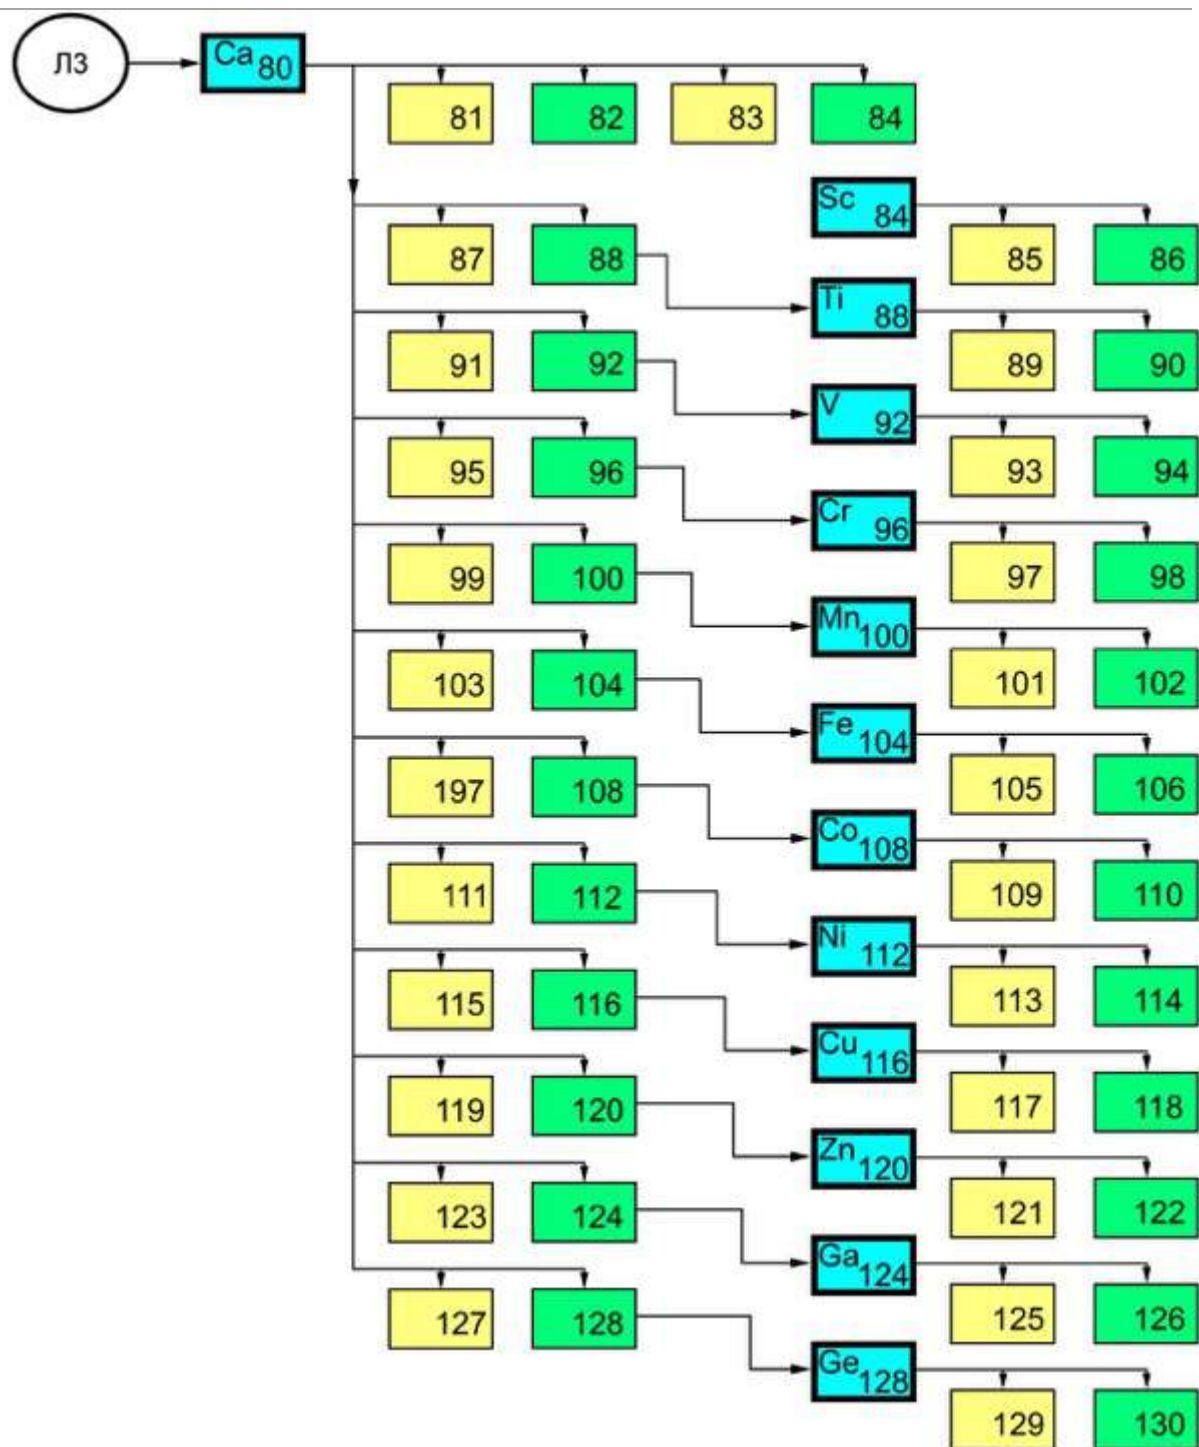 ЛЗ
Ca 80
81 82 83 84
Sc 84
87 88 85 86
Ti 88
91 92 89 90
V 92
95 96 93 94
Cr 96
99 100 97 98
Mn 100
103 104 101 102
Fe 104
197 108 105 106
Co 108
111 112 109 110
Ni 112
115 116 113 114
Cu 116
119 120 117 118
Zn 120
123 124 121 122
Ga 124
127 128 125 126
Ge 128
129 130